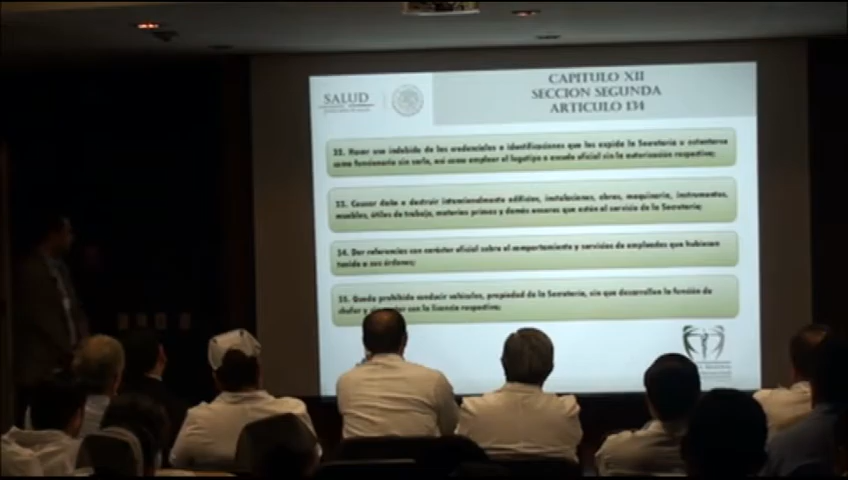 SALUD
CAPITULO XII
SECCION SEGUNDA
ARTICULO 134
32. Hacer uso indebido de las credenciales o identificaciones que les expida la Secretaría u ostentarse
como funcionario sin serlo, así como emplear el logotipo o escudo oficial sin la autorización respectiva;
33. Causar daño o destruir intencionalmente edificios, instalaciones, obras, maquinaria, instrumentos,
muebles, útiles de trabajo, materias primas y demás enseres que estén al servicio de la Secretaría;
34. Dar referencias con carácter oficial sobre el comportamiento y servicios de empleados que hubiesen
tenido a sus órdenes;
35. Queda prohibido conducir vehículos, propiedad de la Secretaría, sin que desarrollen la función de
chofer y sin contar con la licencia respectiva;